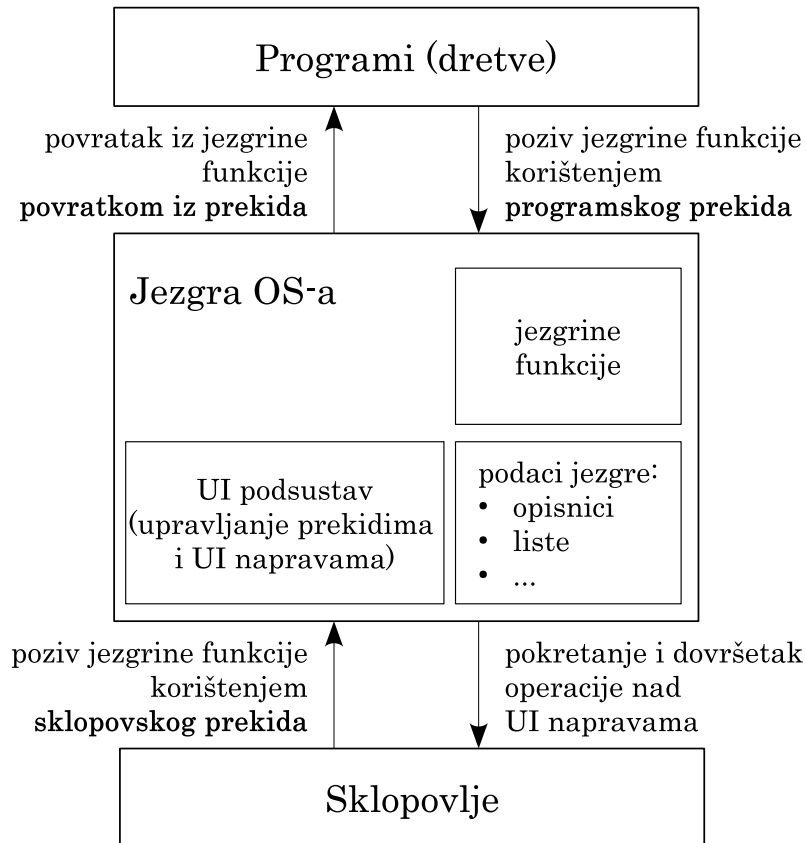 Programi (dretve)
povratak iz jezgrine
funkcije
povratkom iz prekida
poziv jezgrine funkcije
korištenjem
programskog prekida
Jezgra OS-a
jezgrine
funkcije
UI podsustav
(upravljanje prekidima
i UI napravama)
podaci jezgre:
• opisnici
• liste
• ...
poziv jezgrine funkcije
korištenjem
sklopovskog prekida
pokretanje i dovršetak
operacije nad
UI napravama
Sklopovlje